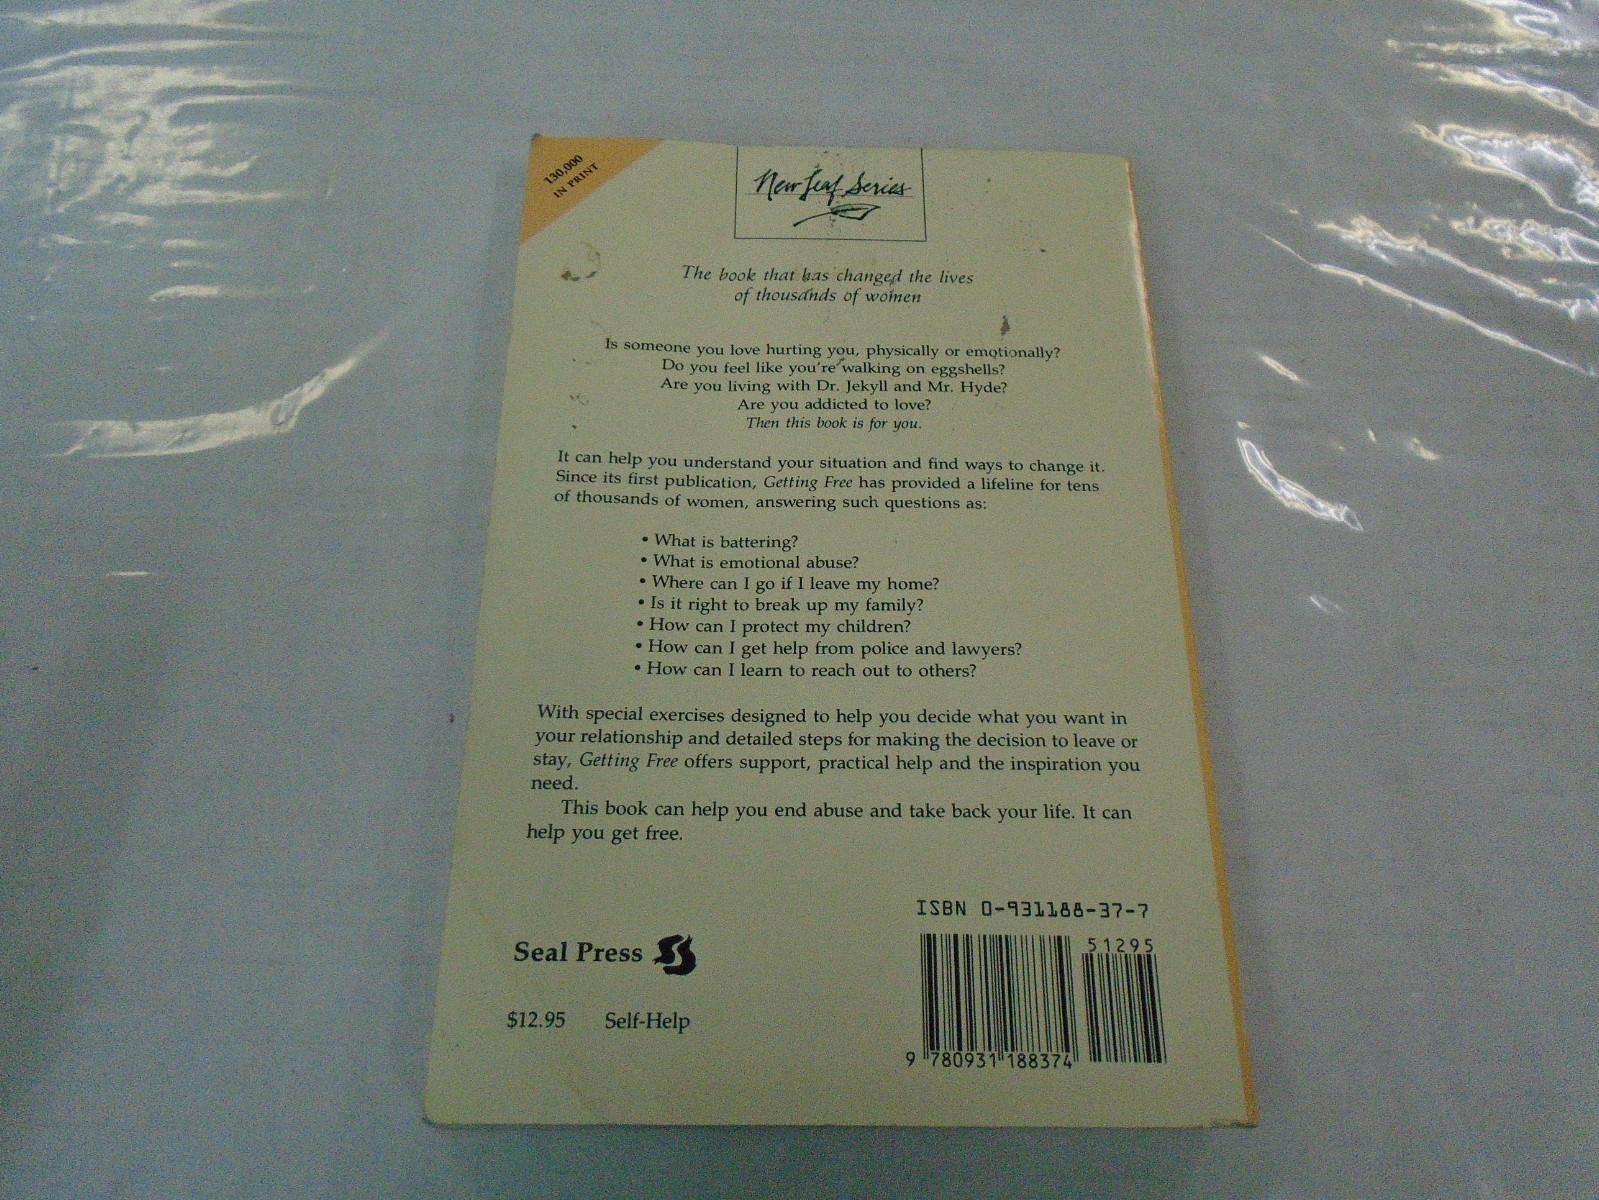 130,000
IN PRINT
New Leaf Series
The book that has changed the lives
of thousands of women
Is someone you love hurting you, physically or emotionally?
Do you feel like you're walking on eggshells?
Are you living with Dr. Jekyll and Mr. Hyde?
Are you addicted to love?
Then this book is for you.
It can help you understand your situation and find ways to change it.
Since its first publication, Getting Free has provided a lifeline for tens
of thousands of women, answering such questions as:
• What is battering?
• What is emotional abuse?
• Where can I go if I leave my home?
• Is it right to break up my family?
• How can I protect my children?
• How can I get help from police and lawyers?
• How can I learn to reach out to others?
With special exercises designed to help you decide what you want in
your relationship and detailed steps for making the decision to leave or
stay, Getting Free offers support, practical help and the inspiration you
need.
This book can help you end abuse and take back your life. It can
help you get free.
ISBN 0-931188-37-7
51295
Seal Press
$12.95 Self-Help
9 780931 188374